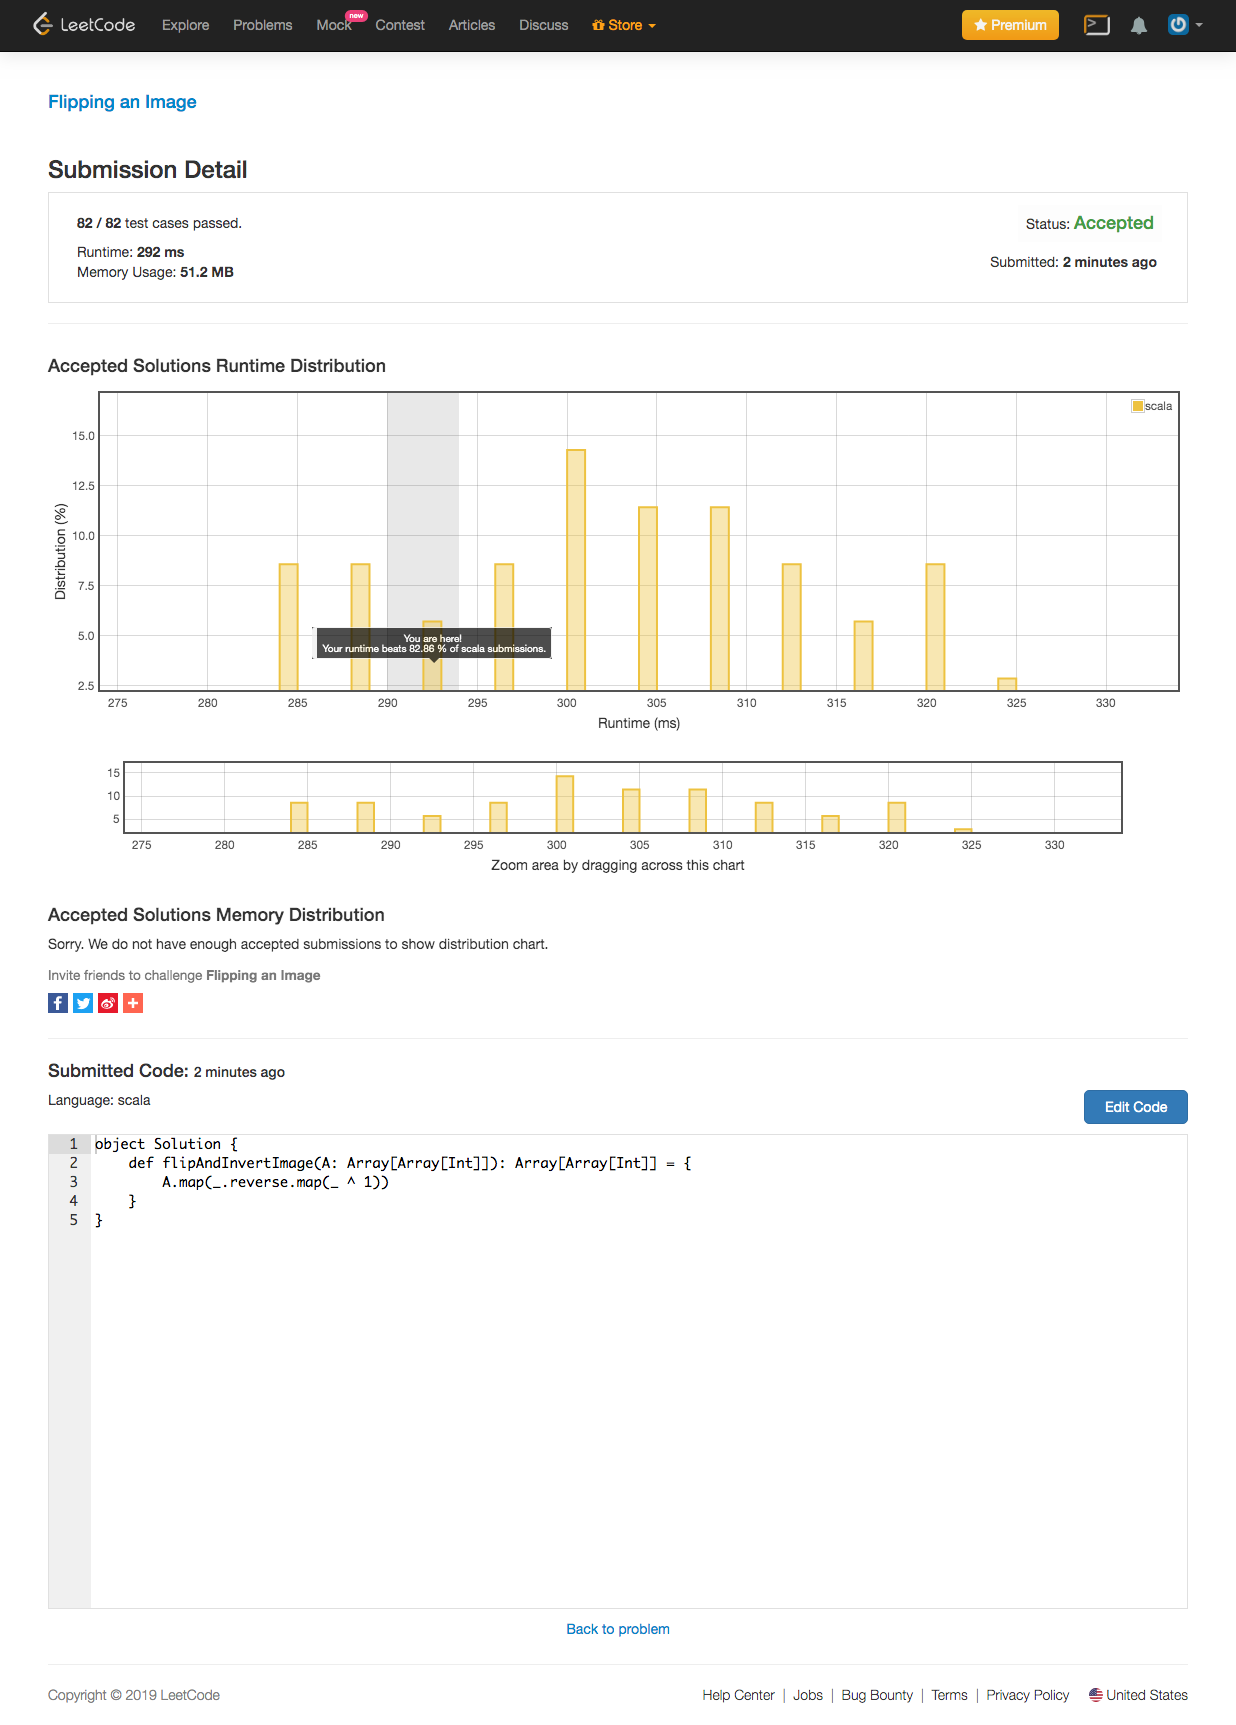 LeetCode Explore Problems Mock new Contest Articles Discuss Store Premium
Flipping an Image
Submission Detail
82 / 82 test cases passed.
Status: Accepted
Runtime: 292 ms
Submitted: 2 minutes ago
Memory Usage: 51.2 MB
Accepted Solutions Runtime Distribution
scala
15.0
12.5
10.0
7.5
5.0
2.5
Distribution (%)
You are here!
Your runtime beats 82.86 % of scala submissions.
275 280 285 290 295 300 305 310 315 320 325 330
Runtime (ms)
15
10
5
275 280 285 290 295 300 305 310 315 320 325 330
Zoom area by dragging across this chart
Accepted Solutions Memory Distribution
Sorry. We do not have enough accepted submissions to show distribution chart.
Invite friends to challenge Flipping an Image
Submitted Code: 2 minutes ago
Language: scala
Edit Code
1 object Solution {
2     def flipAndInvertImage(A: Array[Array[Int]]): Array[Array[Int]] = {
3         A.map(_.reverse.map(_ ^ 1))
4     }
5 }
Back to problem
Copyright © 2019 LeetCode
Help Center | Jobs | Bug Bounty | Terms | Privacy Policy United States